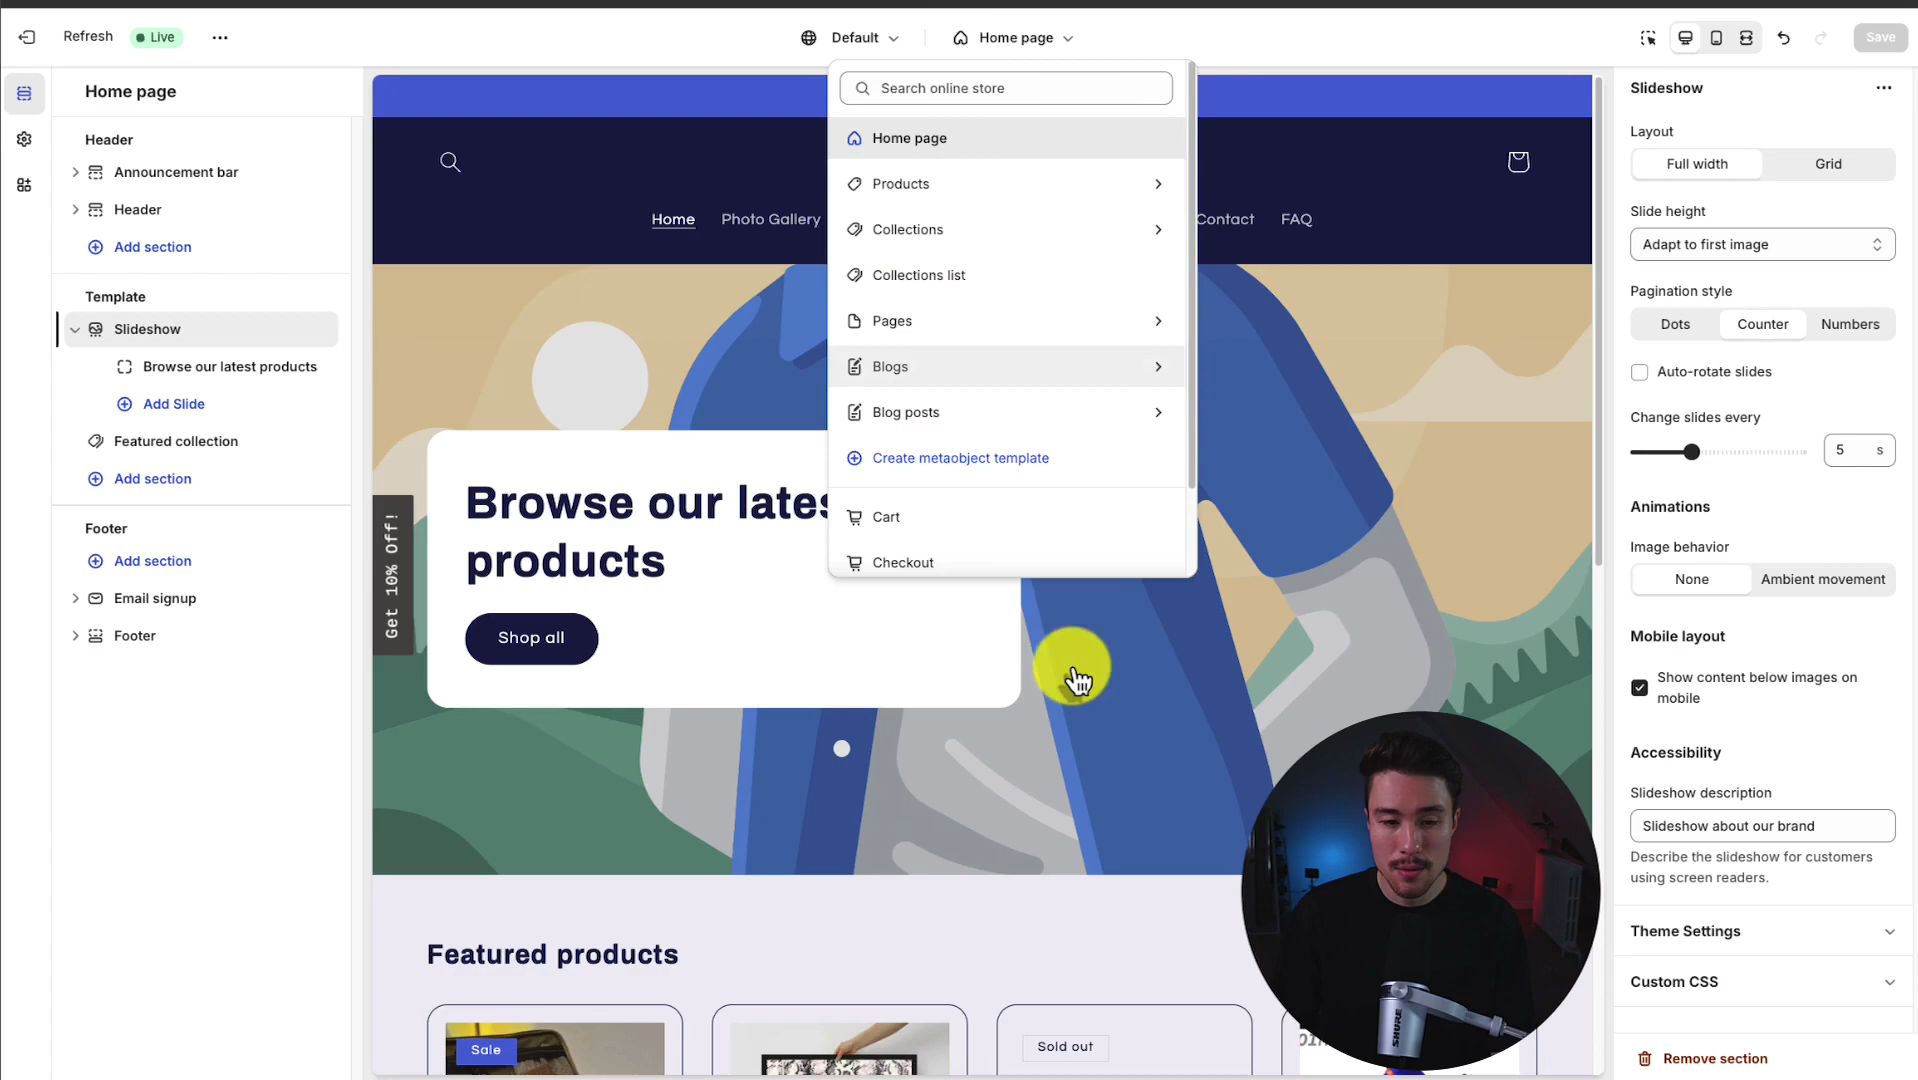 Refresh
Live
Default
Home page
Save
Home page
Header
Announcement bar
Header
Add section
Template
Slideshow
Browse our latest products
Add Slide
Featured collection
Add section
Footer
Add section
Email signup
Footer
Search online store
Home page
Products
Collections
Collections list
Pages
Blogs
Blog posts
Create metaobject template
Cart
Checkout
Home
Photo Gallery
Contact
FAQ
Get 10% Off!
Browse our
products
Shop all
Featured products
Sale
Sold out
SHURE
Slideshow
Layout
Full width
Grid
Slide height
Adapt to first image
Pagination style
Dots
Counter
Numbers
Auto-rotate slides
Change slides every
5 s
Animations
Image behavior
None
Ambient movement
Mobile layout
Show content below images on
mobile
Accessibility
Slideshow description
Slideshow about our brand
Describe the slideshow for customers
using screen readers.
Theme Settings
Custom CSS
Remove section